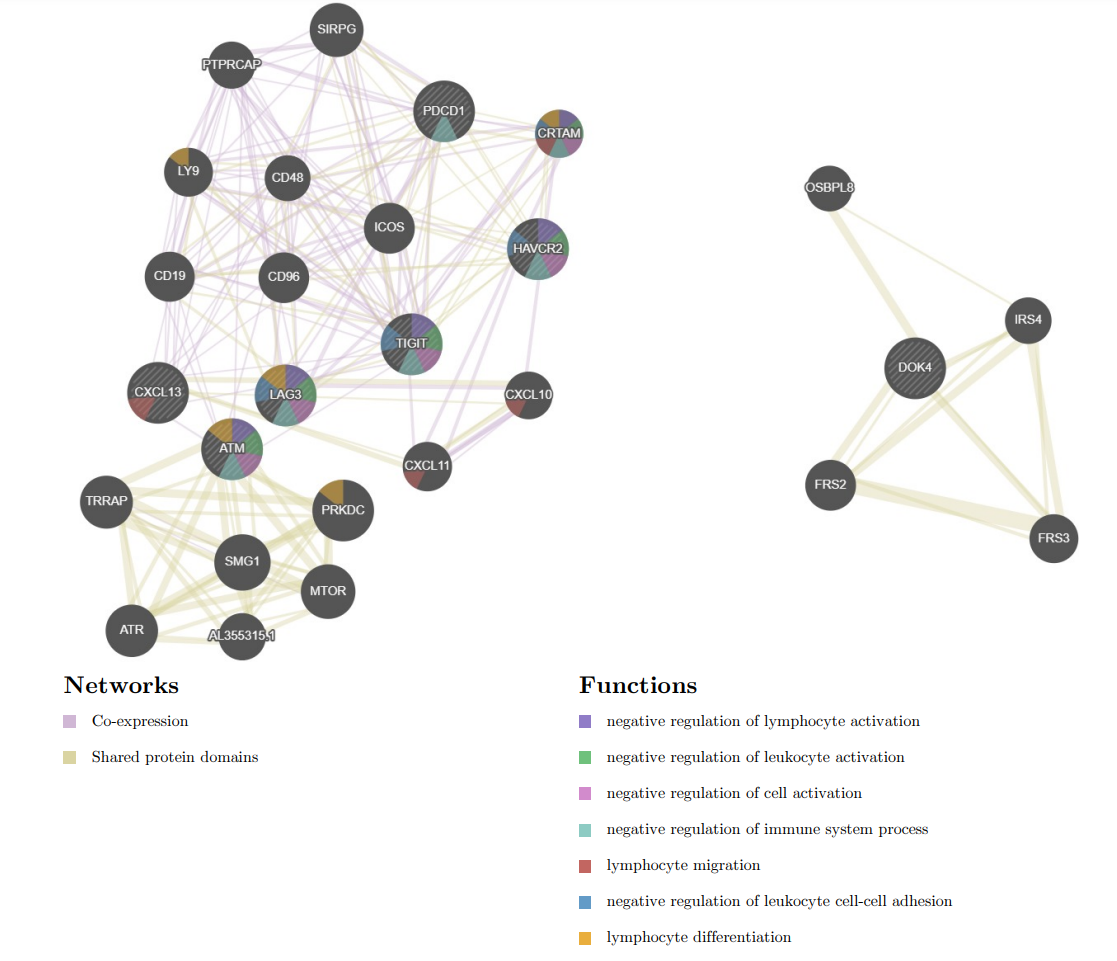 SIRPG
PTPRCAP
PDCD1
CRTAM
LY9
CD48
OSBPL8
ICOS
HAVCR2
CD19
CD96
IRS4
TIGIT
DOK4
CXCL13
LAG3
CXCL10
ATM
CXCL11
FRS2
TRRAP
PRKDC
FRS3
SMG1
MTOR
ATR
AL355315.1
Networks
Co-expression
Shared protein domains
Functions
negative regulation of lymphocyte activation
negative regulation of leukocyte activation
negative regulation of cell activation
negative regulation of immune system process
lymphocyte migration
negative regulation of leukocyte cell-cell adhesion
lymphocyte differentiation